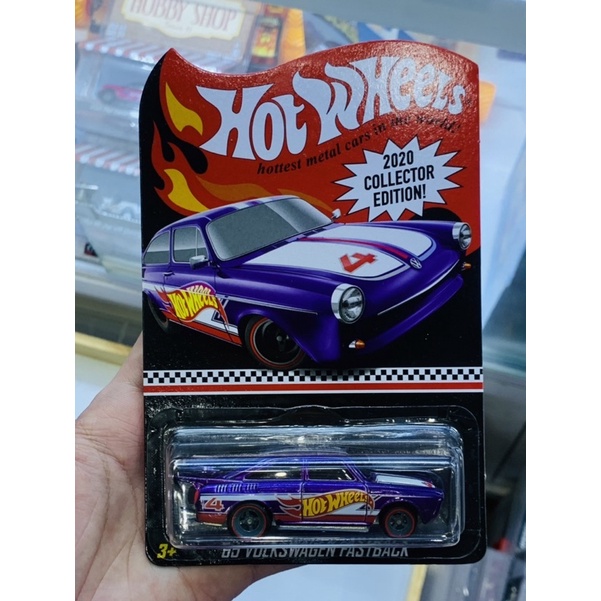 HOBBY SHOP
HOT WHEELS
hottest metal cars in the world!
2020
COLLECTOR
EDITION!
4
HOT WHEELS
4
HOT WHEELS
3+
65 VOLKSWAGEN FASTBACK